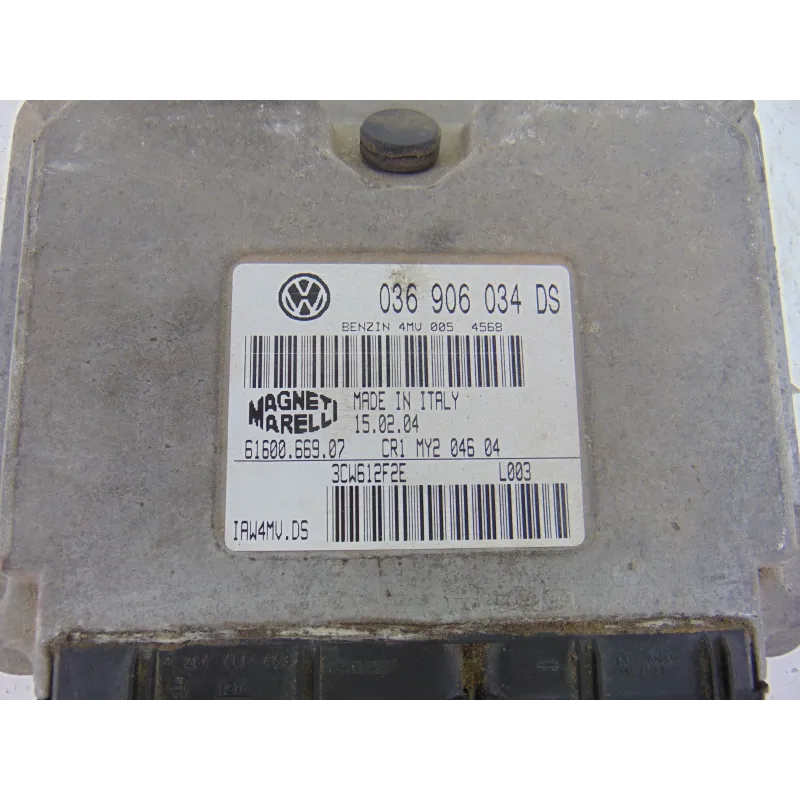 036 906 034 DS
BENZIN 4MV 005 4568
MAGNETI
MARELLI
MADE IN ITALY
15.02.04
61600.669.07 CR1 MY2 046 04
3CW612F2E L003
IAW4MV.DS